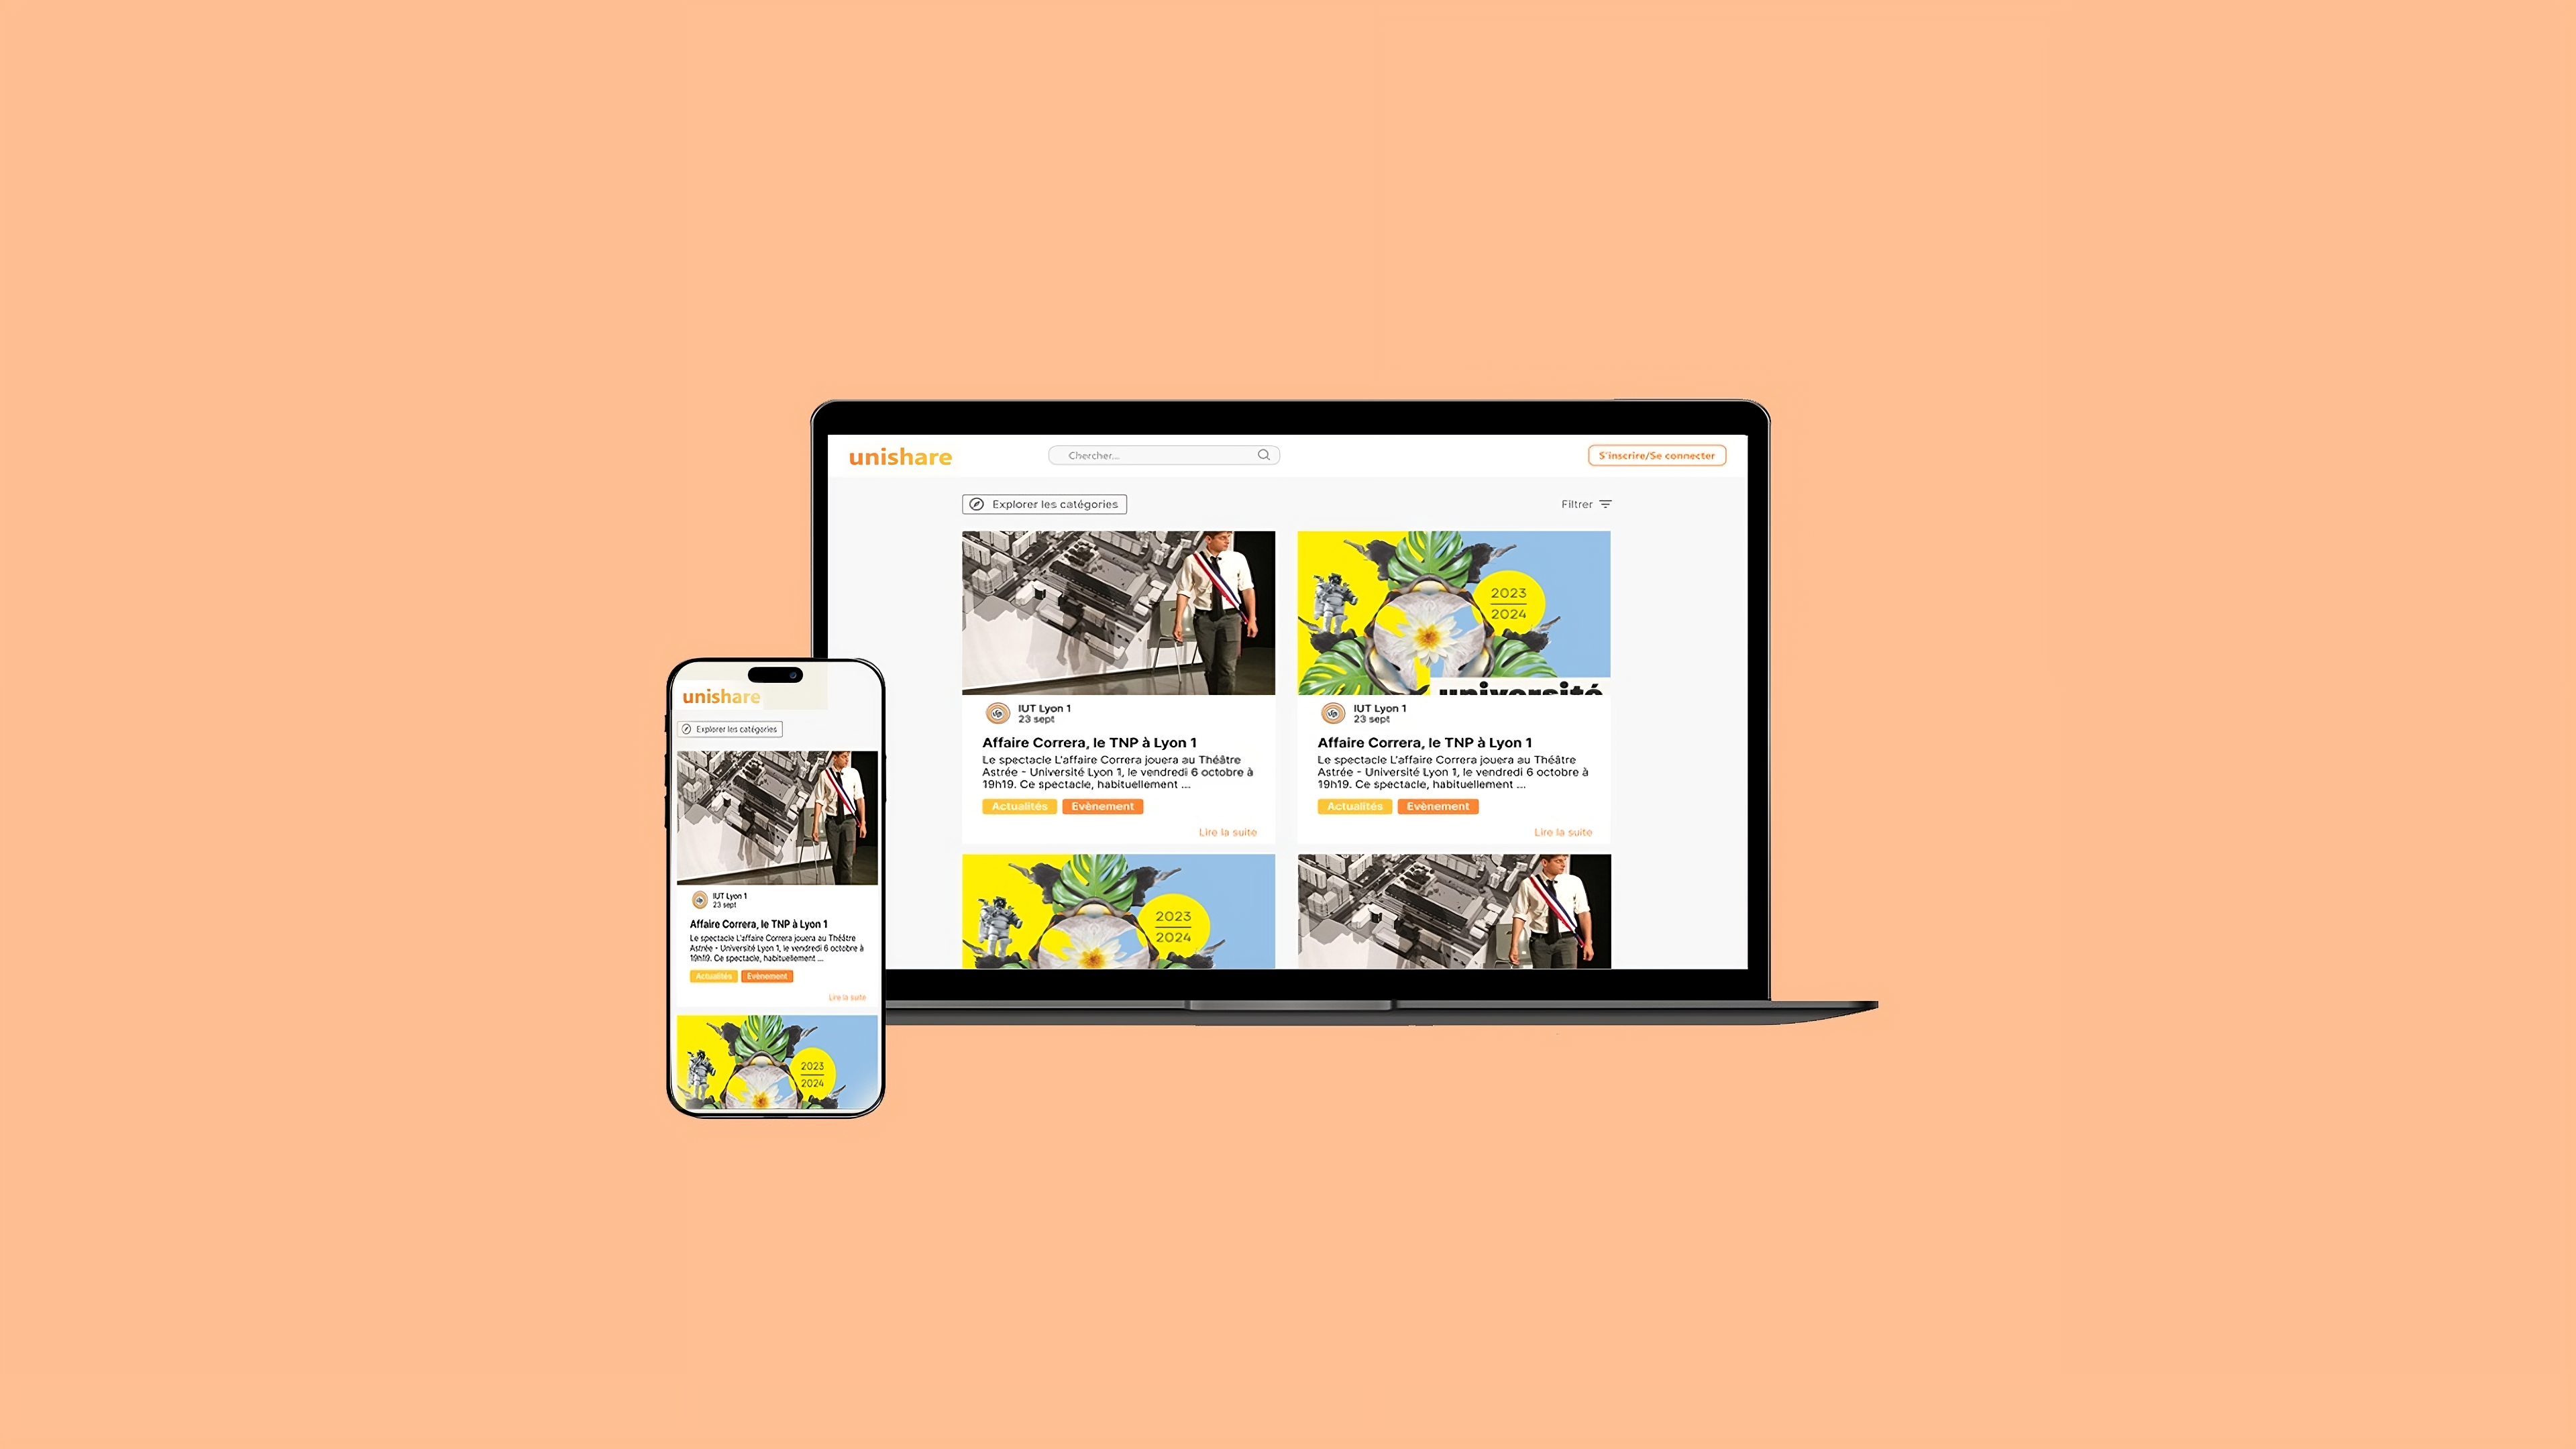 unishare
Chercher...
S'inscrire/Se connecter
Explorer les catégories
Filtrer
2023
2024
université
IUT Lyon 1
23 sept
Affaire Correra, le TNP à Lyon 1
Le spectacle L'affaire Correra jouera au Théâtre
Astrée - Université Lyon 1, le vendredi 6 octobre à
19h19. Ce spectacle, habituellement ...
Actualités
Evènement
Lire la suite
IUT Lyon 1
23 sept
Affaire Correra, le TNP à Lyon 1
Le spectacle L'affaire Correra jouera au Théâtre
Astrée - Université Lyon 1, le vendredi 6 octobre à
19h19. Ce spectacle, habituellement ...
Actualités
Evènement
Lire la suite
2023
2024
unishare
Explorer les catégories
IUT Lyon 1
23 sept
Affaire Correra, le TNP à Lyon 1
Le spectacle L'affaire Correra jouera au Théâtre
Astrée - Université Lyon 1, le vendredi 6 octobre à
19h19. Ce spectacle, habituellement ...
Actualités
Evènement
Lire la suite
2023
2024